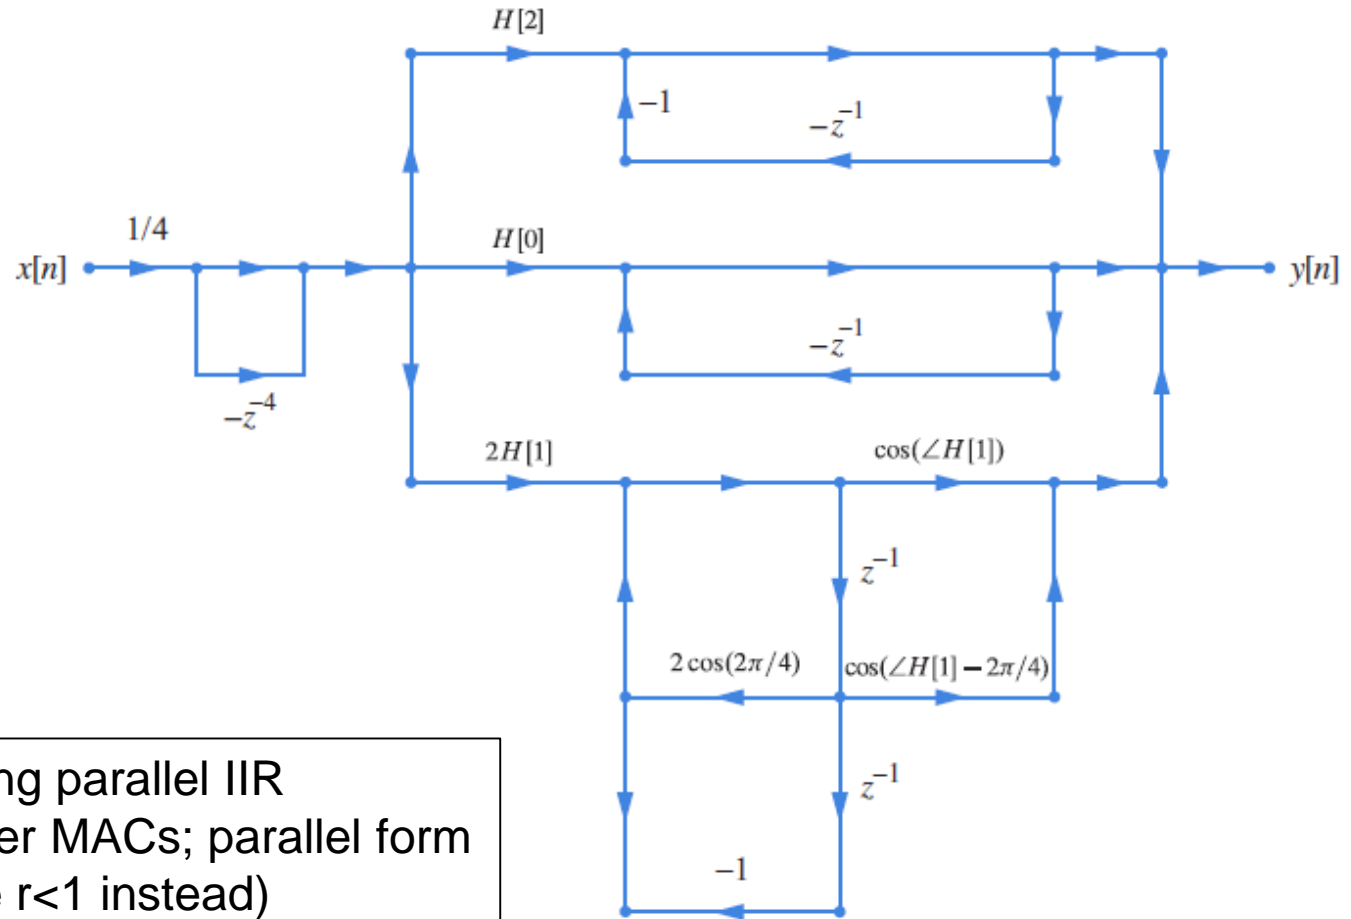 H[2]
−1
−z⁻¹
1/4
x[n]
H[0]
y[n]
−z⁻¹
−z⁻⁴
2H[1]
cos(∠H[1])
z⁻¹
2 cos(2π/4)
cos(∠H[1] − 2π/4)
z⁻¹
−1
ng parallel IIR
er MACs; parallel form
r<1 instead)